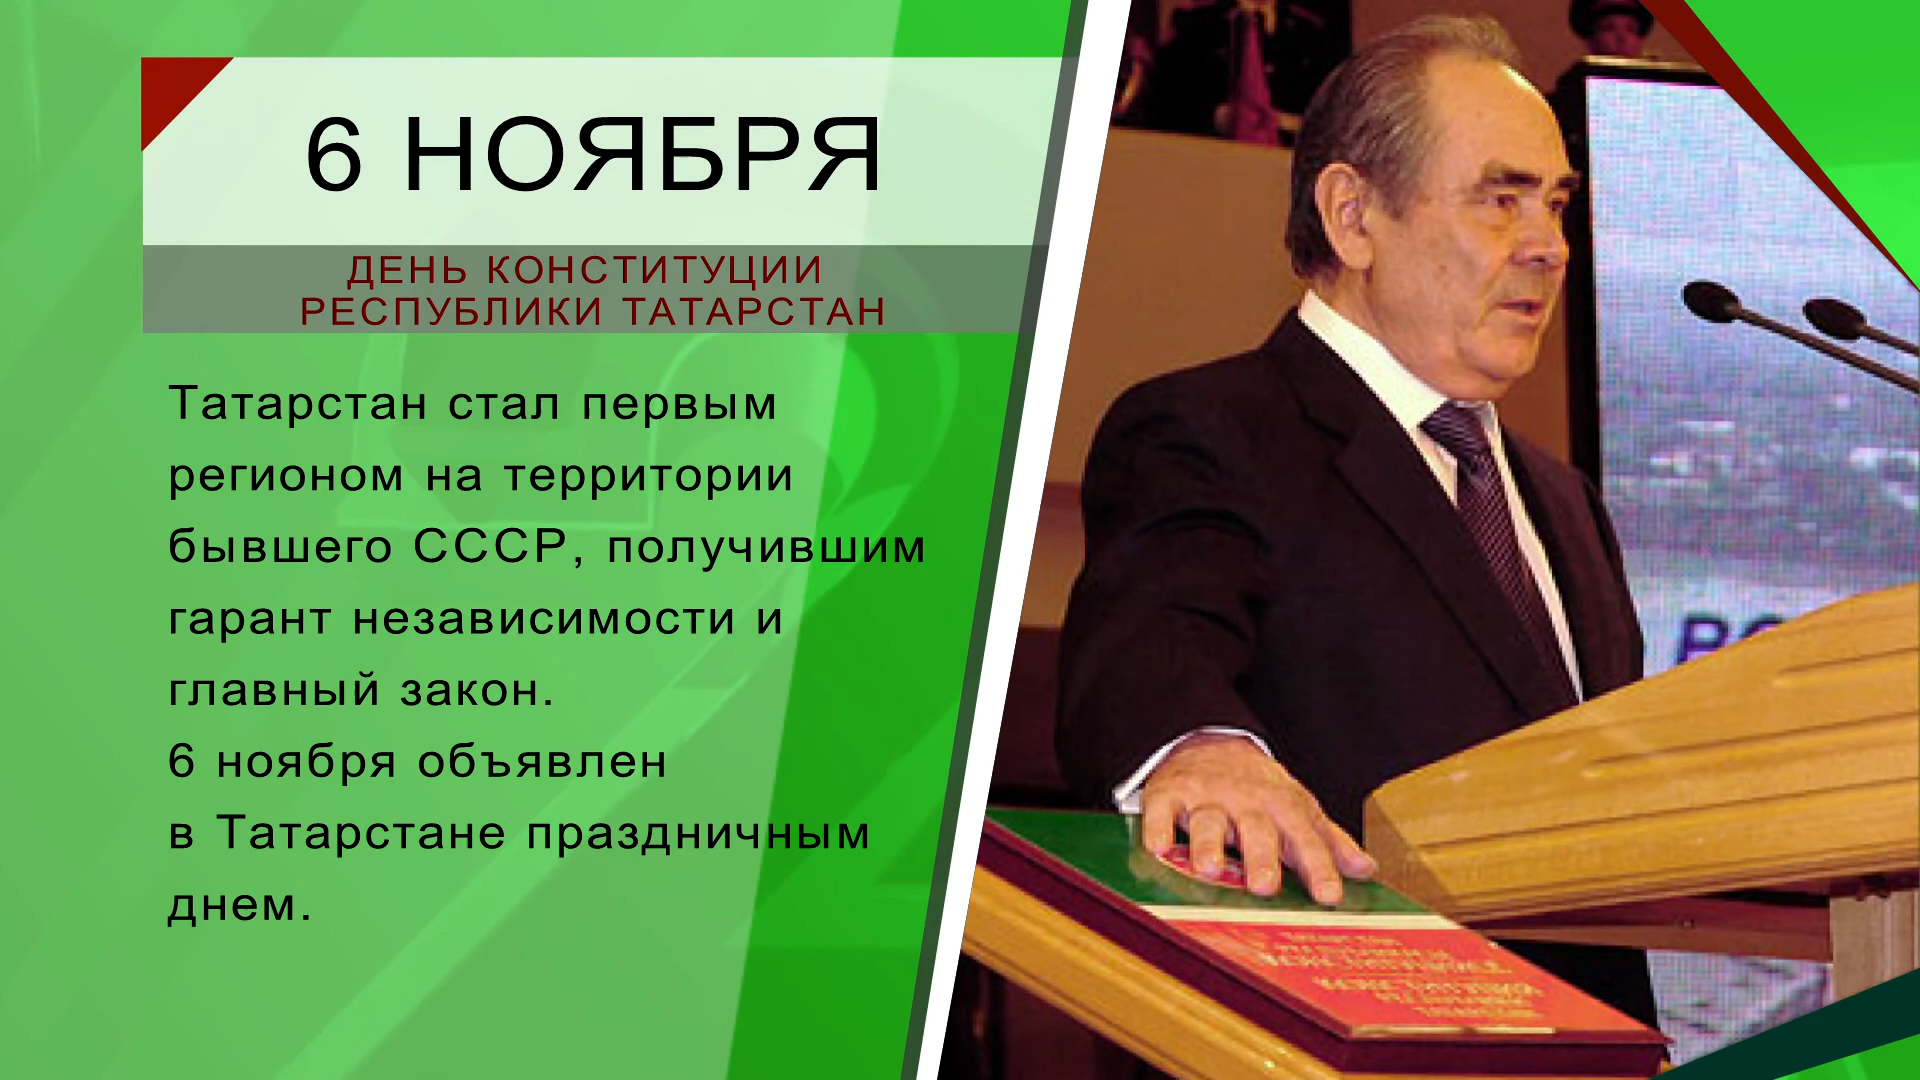 6 НОЯБРЯ
ДЕНЬ КОНСТИТУЦИИ
РЕСПУБЛИКИ ТАТАРСТАН
Татарстан стал первым
регионом на территории
бывшего СССР, получившим
гарант независимости и
главный закон.
6 ноября объявлен
в Татарстане праздничным
днем.